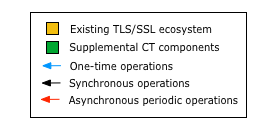 Existing TLS/SSL ecosystem
Supplemental CT components
One-time operations
Synchronous operations
Asynchronous periodic operations